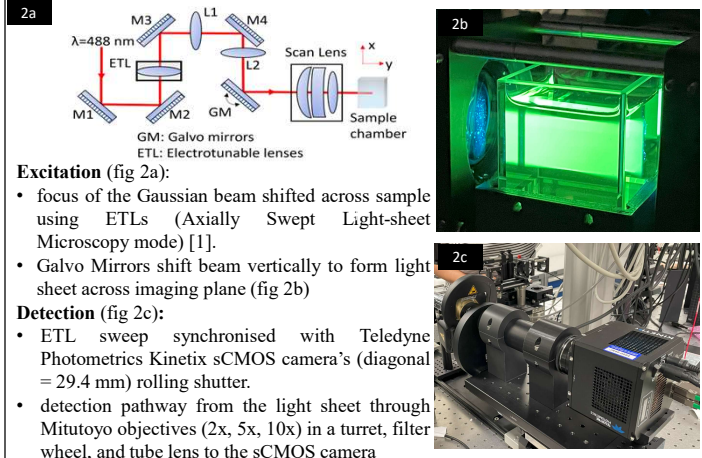 2a
M3
L1
M4
λ=488 nm
ETL
L2
Scan Lens
x
y
M1
M2
GM
Sample
chamber
GM: Galvo mirrors
ETL: Electrotunable lenses
2b
Excitation (fig 2a):
• focus of the Gaussian beam shifted across sample
using ETLs (Axially Swept Light-sheet
Microscopy mode) [1].
• Galvo Mirrors shift beam vertically to form light
sheet across imaging plane (fig 2b)
Detection (fig 2c):
• ETL sweep synchronised with Teledyne
Photometrics Kinetix sCMOS camera's (diagonal
= 29.4 mm) rolling shutter.
• detection pathway from the light sheet through
Mitutoyo objectives (2x, 5x, 10x) in a turret, filter
wheel, and tube lens to the sCMOS camera
2c